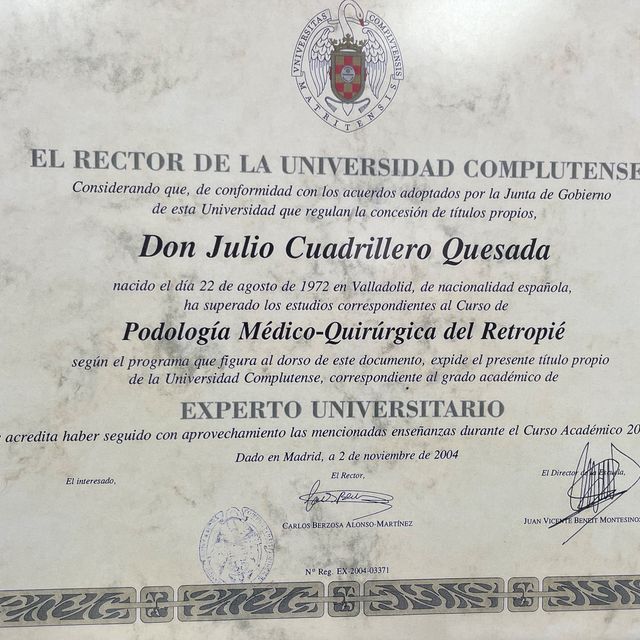 VNIVERSITAS COMPLVTENSIS
MATRITENSIS
EL RECTOR DE LA UNIVERSIDAD COMPLUTENSE
Considerando que, de conformidad con los acuerdos adoptados por la Junta de Gobierno
de esta Universidad que regulan la concesión de títulos propios,
Don Julio Cuadrillero Quesada
nacido el día 22 de agosto de 1972 en Valladolid, de nacionalidad española,
ha superado los estudios correspondientes al Curso de
Podología Médico-Quirúrgica del Retropié
según el programa que figura al dorso de este documento, expide el presente título propio
de la Universidad Complutense, correspondiente al grado académico de
EXPERTO UNIVERSITARIO
acredita haber seguido con aprovechamiento las mencionadas enseñanzas durante el Curso Académico 20
Dado en Madrid, a 2 de noviembre de 2004
El interesado, El Rector, El Director de la Escuela,
CARLOS BERZOSA ALONSO-MARTÍNEZ JUAN VICENTE BENEIT MONTESINOS
Nº Reg. EX-2004-03371